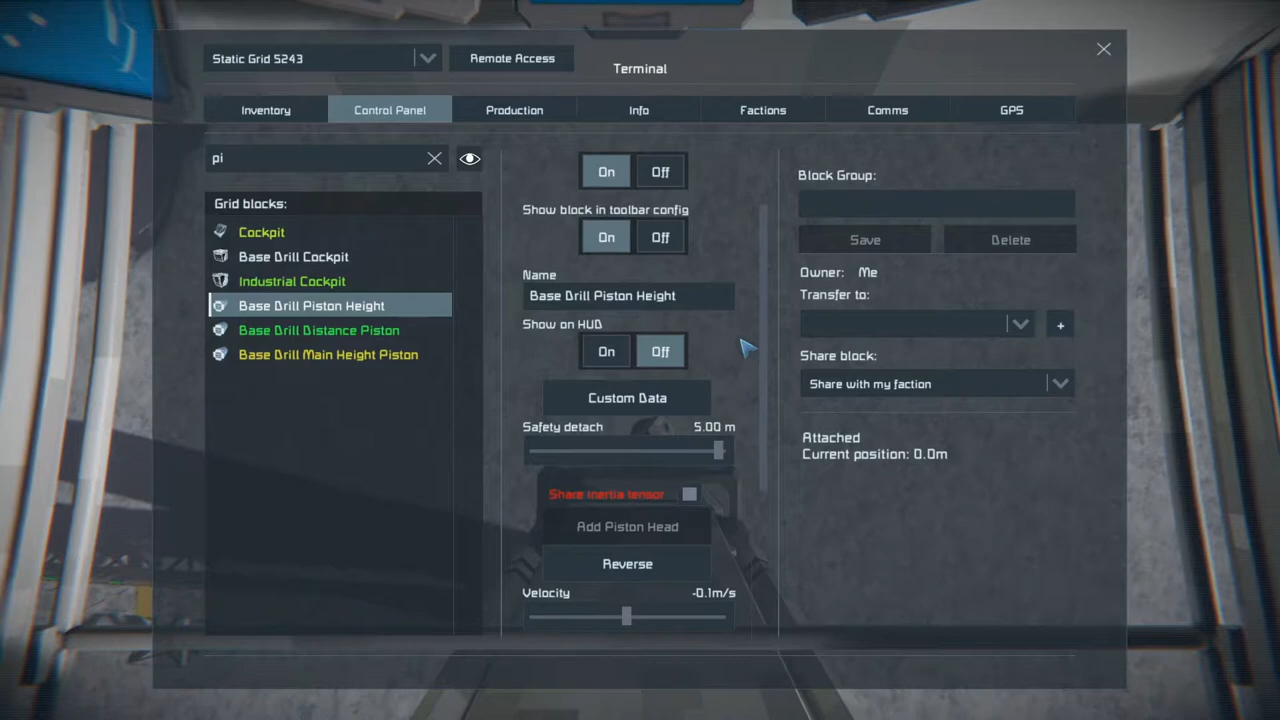 Static Grid 5243
Remote Access
Terminal
Inventory
Control Panel
Production
Info
Factions
Comms
GPS
pi
Grid blocks:
Cockpit
Base Drill Cockpit
Industrial Cockpit
Base Drill Piston Height
Base Drill Distance Piston
Base Drill Main Height Piston
On Off
Show block in toolbar config
On Off
Name
Base Drill Piston Height
Show on HUD
On Off
Custom Data
Safety detach 5.00 m
Share inertia tensor
Add Piston Head
Reverse
Velocity -0.1m/s
Block Group:
Save Delete
Owner: Me
Transfer to:
+
Share block:
Share with my faction
Attached
Current position: 0.0m